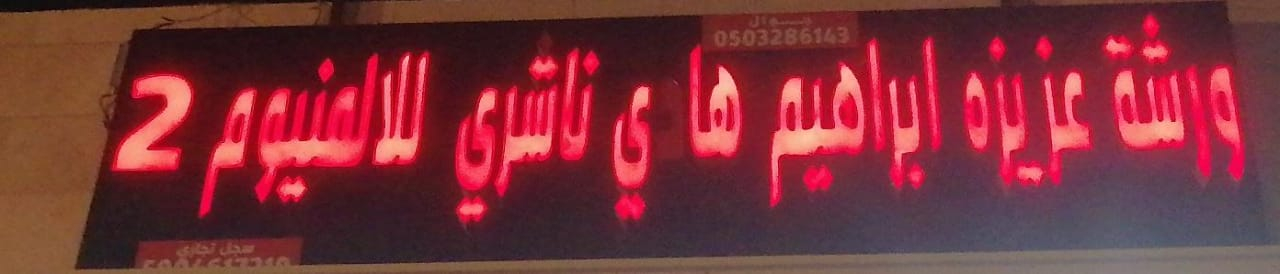 جوال
0503286143
ورشة عزيزه ابراهيم هادي ناشري للالمنيوم 2
سجل تجاري